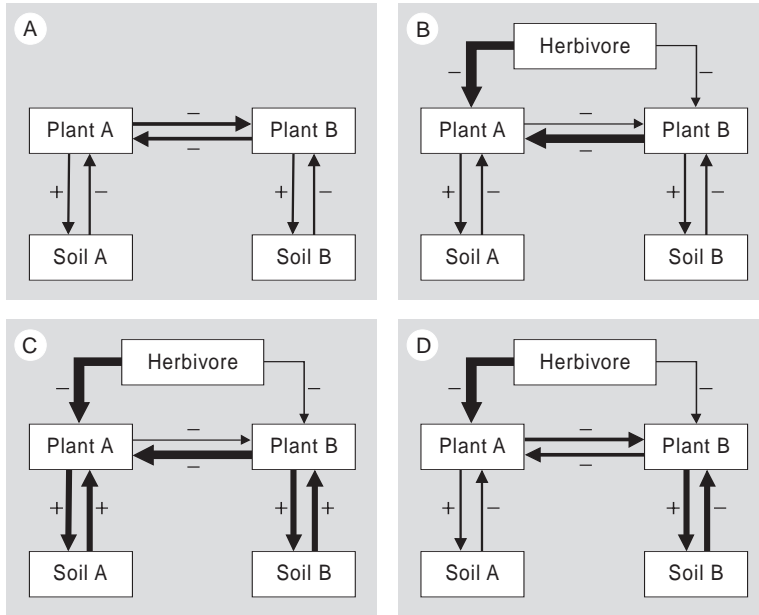 A
–
Plant A
Plant B
–
+
–
+
–
Soil A
Soil B
B
Herbivore
–
–
–
Plant A
Plant B
–
+
–
+
–
Soil A
Soil B
C
Herbivore
–
–
–
Plant A
Plant B
–
+
+
+
+
Soil A
Soil B
D
Herbivore
–
–
–
Plant A
Plant B
–
+
–
+
–
Soil A
Soil B